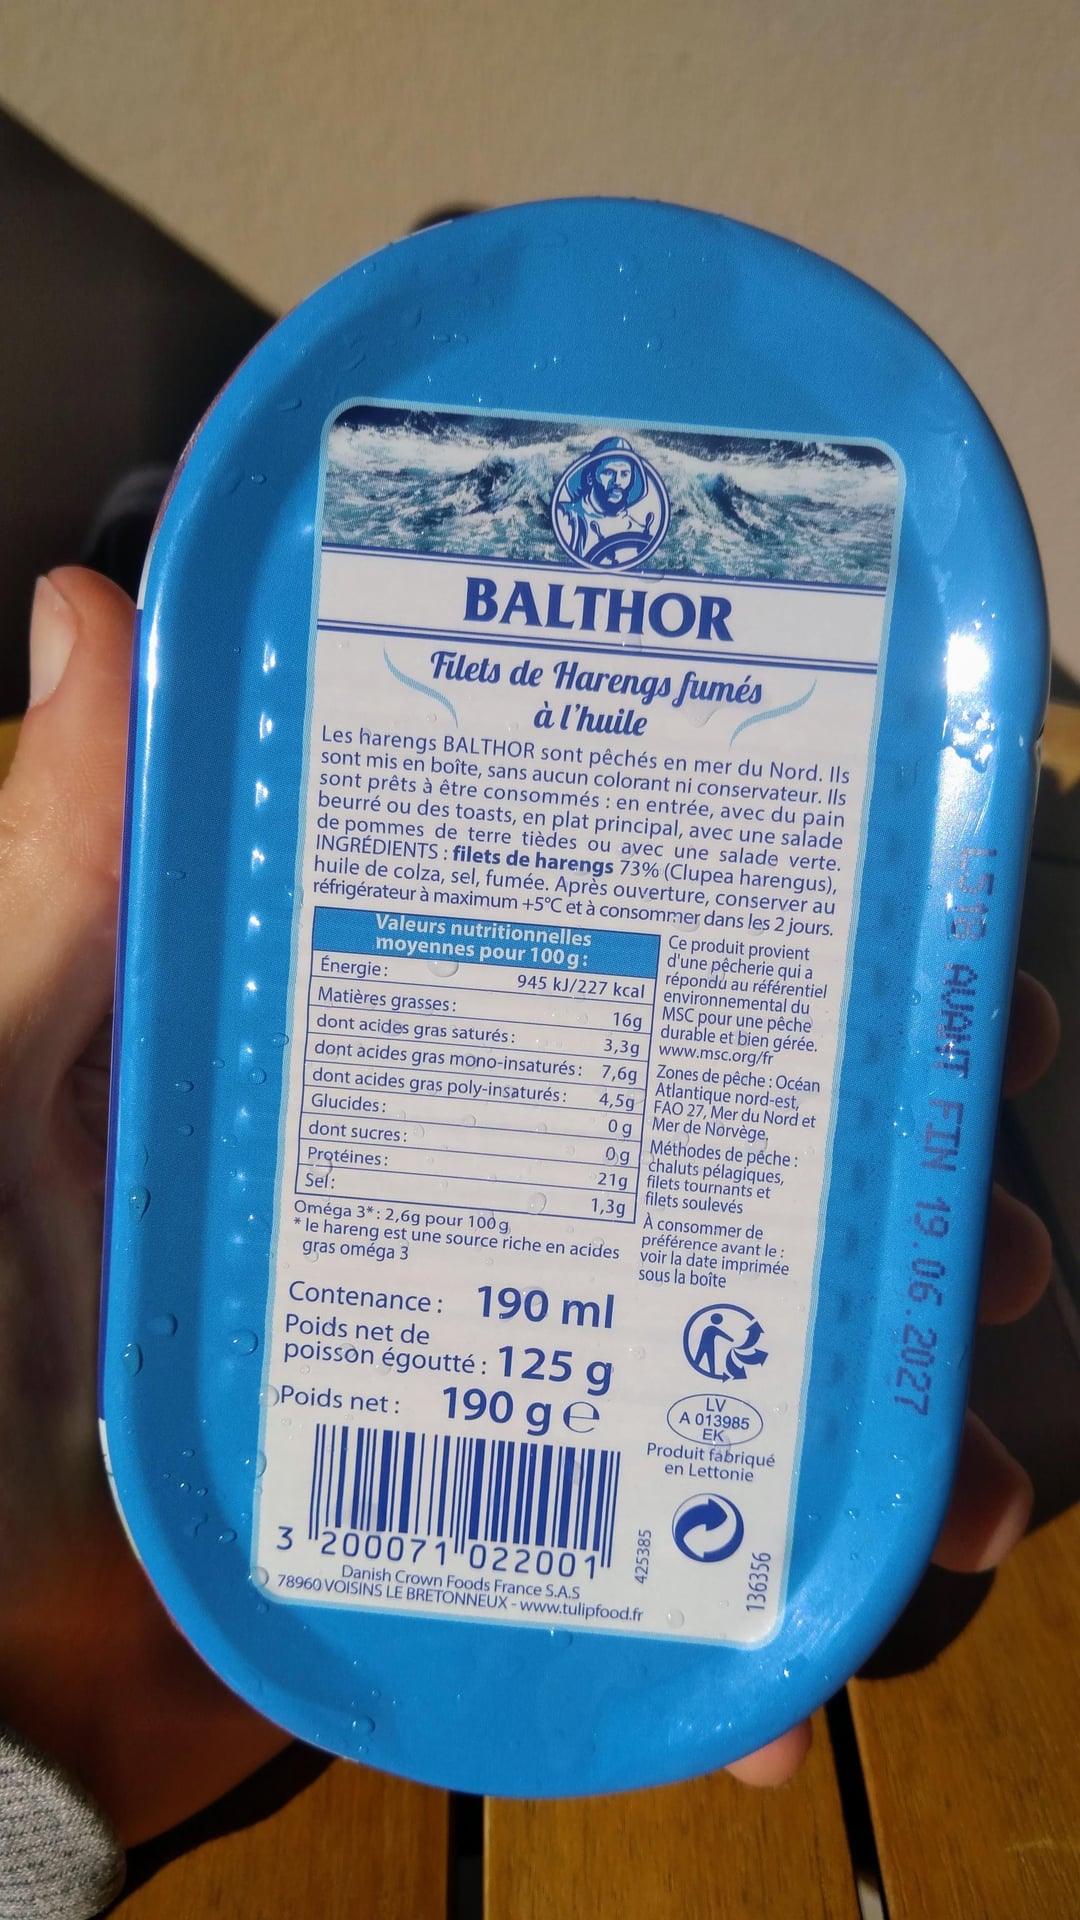 BALTHOR
Filets de Harengs fumés
à l'huile
Les harengs BALTHOR sont pêchés en mer du Nord. Ils
sont mis en boîte, sans aucun colorant ni conservateur. Ils
sont prêts à être consommés : en entrée, avec du pain
beurré ou des toasts, en plat principal, avec une salade
de pommes de terre tièdes ou avec une salade verte.
INGRÉDIENTS : filets de harengs 73% (Clupea harengus),
huile de colza, sel, fumée. Après ouverture, conserver au
réfrigérateur à maximum +5°C et à consommer dans les 2 jours.
Valeurs nutritionnelles
moyennes pour 100g :
Énergie : 945 kJ/227 kcal
Matières grasses : 16g
dont acides gras saturés : 3,3g
dont acides gras mono-insaturés : 7,6g
dont acides gras poly-insaturés : 4,5g
Glucides : 0 g
dont sucres : 0g
Protéines : 21g
Sel : 1,3g
Oméga 3* : 2,6g pour 100g
* le hareng est une source riche en acides
gras oméga 3
Ce produit provient
d'une pêcherie qui a
répondu au référentiel
environnemental du
MSC pour une pêche
durable et bien gérée.
www.msc.org/fr
Zones de pêche : Océan
Atlantique nord-est,
FAO 27, Mer du Nord et
Mer de Norvège.
Méthodes de pêche :
chaluts pélagiques,
filets tournants et
filets soulevés
À consommer de
préférence avant le :
voir la date imprimée
sous la boîte
Contenance : 190 ml
Poids net de
poisson égoutté : 125 g
Poids net : 190 g e
LV
A 013985
EK
Produit fabriqué
en Lettonie
3 200071 022001
425385
136356
Danish Crown Foods France S.A.S
78960 VOISINS LE BRETONNEUX - www.tulipfood.fr
L518 AVANT FIN 19.06.2027